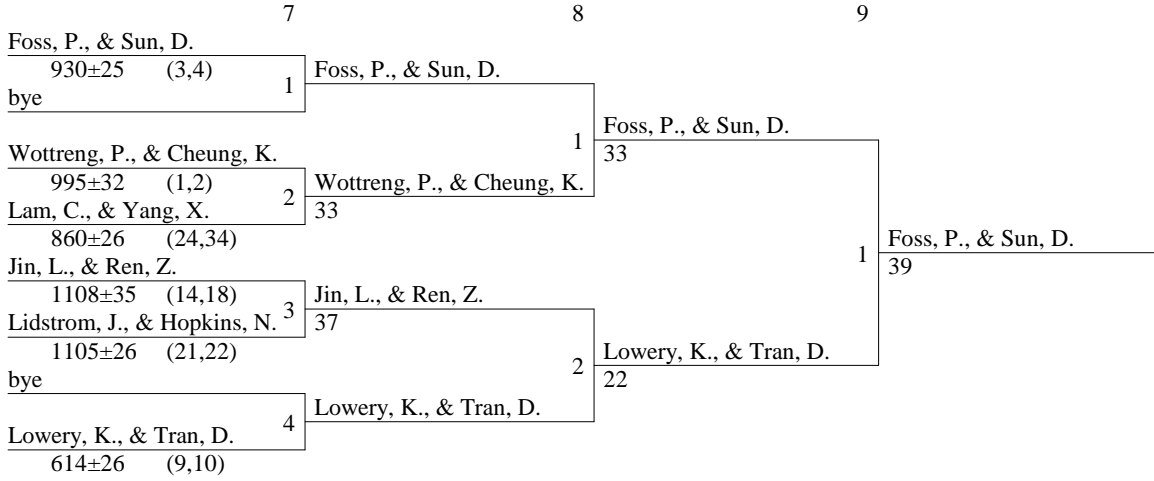 7 8 9
Foss, P., & Sun, D.
930±25 (3,4) 1 Foss, P., & Sun, D.
bye
1 Foss, P., & Sun, D.
33
Wottreng, P., & Cheung, K.
995±32 (1,2) 2 Wottreng, P., & Cheung, K.
Lam, C., & Yang, X. 33
860±26 (24,34)
1 Foss, P., & Sun, D.
39
Jin, L., & Ren, Z.
1108±35 (14,18) 3 Jin, L., & Ren, Z.
Lidstrom, J., & Hopkins, N. 37
1105±26 (21,22)
2 Lowery, K., & Tran, D.
22
bye
4 Lowery, K., & Tran, D.
Lowery, K., & Tran, D.
614±26 (9,10)